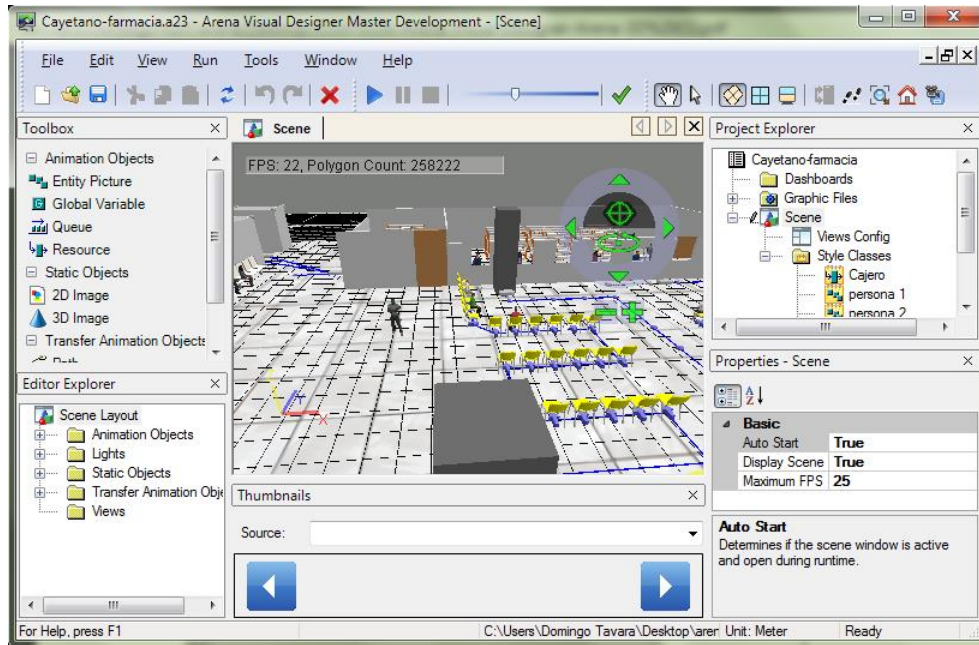 Cayetano-farmacia.a23 - Arena Visual Designer Master Development - [Scene]
File Edit View Run Tools Window Help
Toolbox
Animation Objects
Entity Picture
Global Variable
Queue
Resource
Static Objects
2D Image
3D Image
Transfer Animation Objects
Editor Explorer
Scene Layout
Animation Objects
Lights
Static Objects
Transfer Animation Obje
Views
Scene
FPS: 22, Polygon Count: 258222
X
Thumbnails
Source:
Project Explorer
Cayetano-farmacia
Dashboards
Graphic Files
Scene
Views Config
Style Classes
Cajero
persona 1
persona 2
Properties - Scene
Basic
Auto Start True
Display Scene True
Maximum FPS 25
Auto Start
Determines if the scene window is active
and open during runtime.
For Help, press F1
C:\Users\Domingo Tavara\Desktop\aren
Unit: Meter
Ready